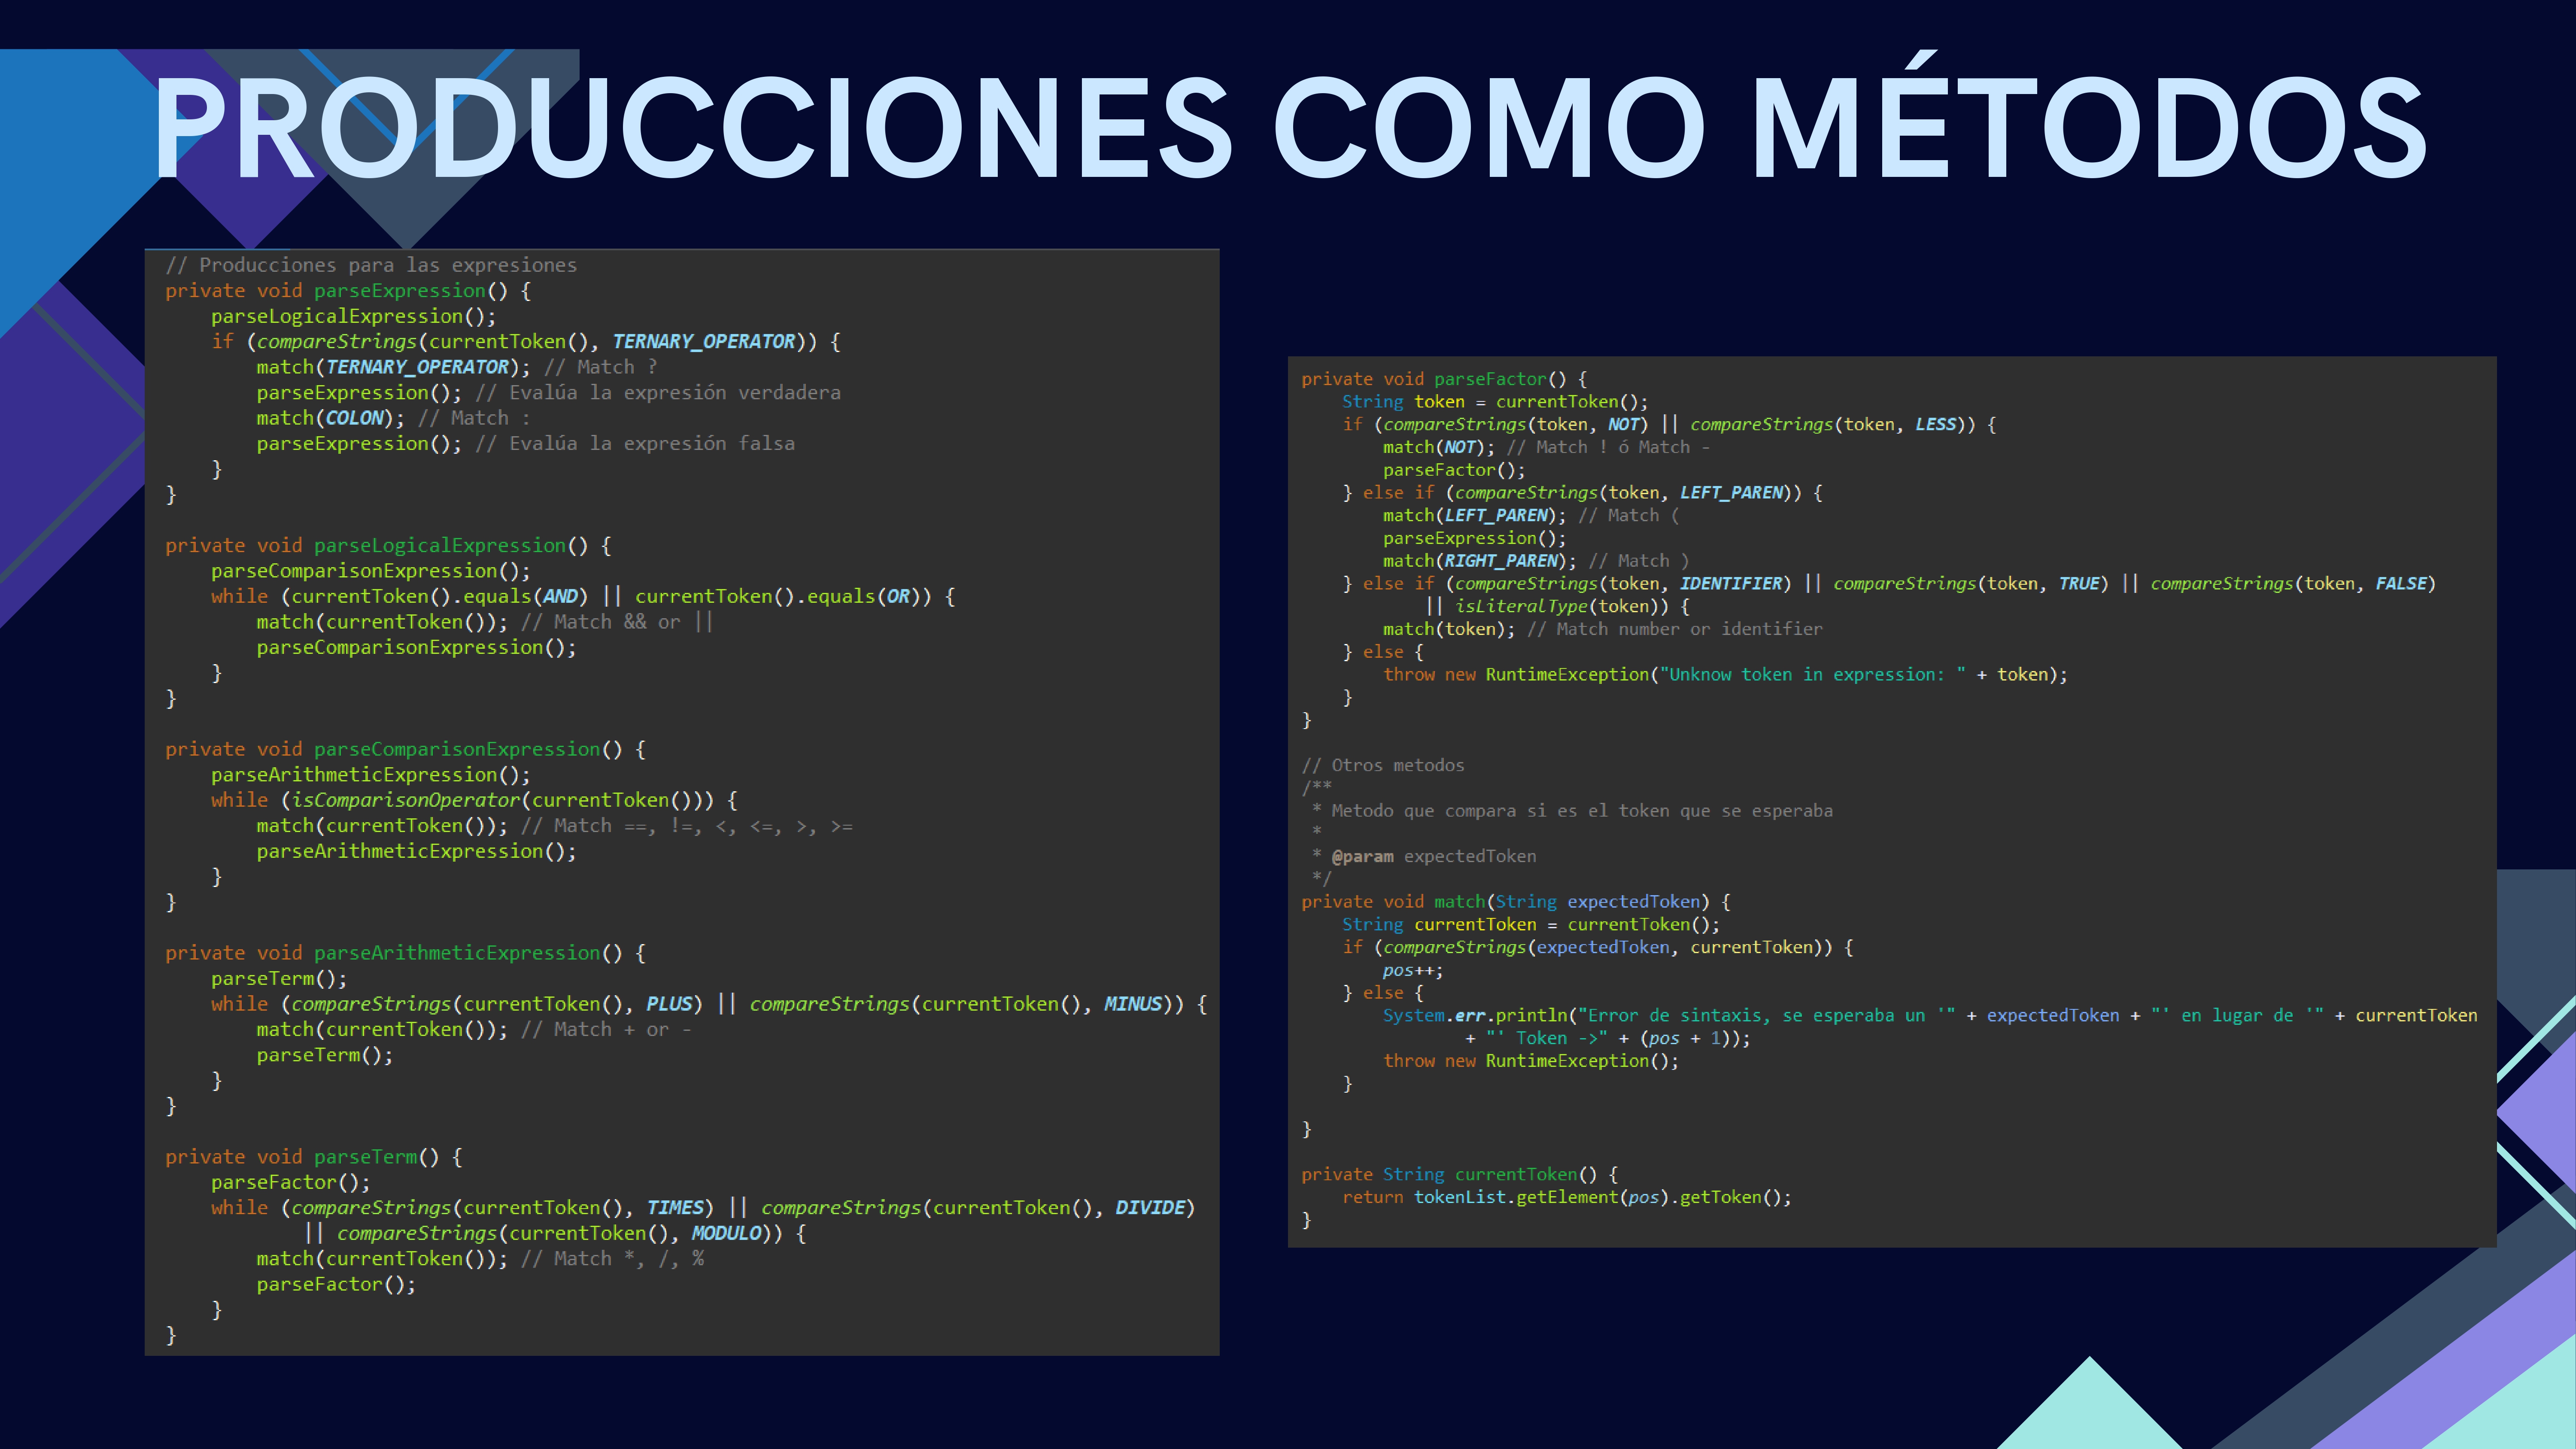 PRODUCCIONES COMO MÉTODOS
// Producciones para las expresiones
private void parseExpression() {
    parseLogicalExpression();
    if (compareStrings(currentToken(), TERNARY_OPERATOR)) {
        match(TERNARY_OPERATOR); // Match ?
        parseExpression(); // Evalúa la expresión verdadera
        match(COLON); // Match :
        parseExpression(); // Evalúa la expresión falsa
    }
}

private void parseLogicalExpression() {
    parseComparisonExpression();
    while (currentToken().equals(AND) || currentToken().equals(OR)) {
        match(currentToken()); // Match && or ||
        parseComparisonExpression();
    }
}

private void parseComparisonExpression() {
    parseArithmeticExpression();
    while (isComparisonOperator(currentToken())) {
        match(currentToken()); // Match ==, !=, <, <=, >, >=
        parseArithmeticExpression();
    }
}

private void parseArithmeticExpression() {
    parseTerm();
    while (compareStrings(currentToken(), PLUS) || compareStrings(currentToken(), MINUS)) {
        match(currentToken()); // Match + or -
        parseTerm();
    }
}

private void parseTerm() {
    parseFactor();
    while (compareStrings(currentToken(), TIMES) || compareStrings(currentToken(), DIVIDE)
            || compareStrings(currentToken(), MODULO)) {
        match(currentToken()); // Match *, /, %
        parseFactor();
    }
}

private void parseFactor() {
    String token = currentToken();
    if (compareStrings(token, NOT) || compareStrings(token, LESS)) {
        match(NOT); // Match ! ó Match -
        parseFactor();
    } else if (compareStrings(token, LEFT_PAREN)) {
        match(LEFT_PAREN); // Match (
        parseExpression();
        match(RIGHT_PAREN); // Match )
    } else if (compareStrings(token, IDENTIFIER) || compareStrings(token, TRUE) || compareStrings(token, FALSE)
            || isLiteralType(token)) {
        match(token); // Match number or identifier
    } else {
        throw new RuntimeException("Unknow token in expression: " + token);
    }
}

// Otros metodos
/**
 * Metodo que compara si es el token que se esperaba
 *
 * @param expectedToken
 */
private void match(String expectedToken) {
    String currentToken = currentToken();
    if (compareStrings(expectedToken, currentToken)) {
        pos++;
    } else {
        System.err.println("Error de sintaxis, se esperaba un '" + expectedToken + "' en lugar de '" + currentToken
                + "' Token ->" + (pos + 1));
        throw new RuntimeException();
    }

}

private String currentToken() {
    return tokenList.getElement(pos).getToken();
}